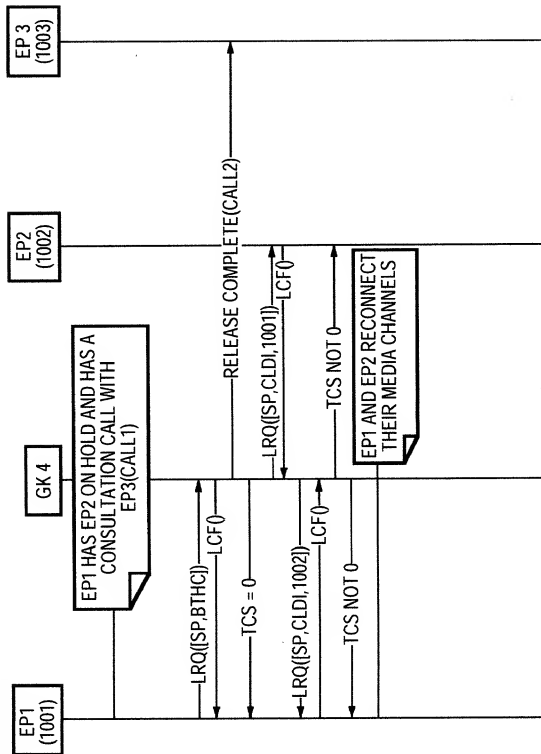 EP1
(1001)
GK 4
EP2
(1002)
EP 3
(1003)
EP1 HAS EP2 ON HOLD AND HAS A
CONSULTATION CALL WITH
EP3(CALL1)
LRQ([SP,BTHC])
LCF()
RELEASE COMPLETE(CALL2)
TCS = 0
LRQ([SP,CLDI,1001])
LCF()
LRQ([SP,CLDI,1002])
LCF()
TCS NOT 0
TCS NOT 0
EP1 AND EP2 RECONNECT
THEIR MEDIA CHANNELS